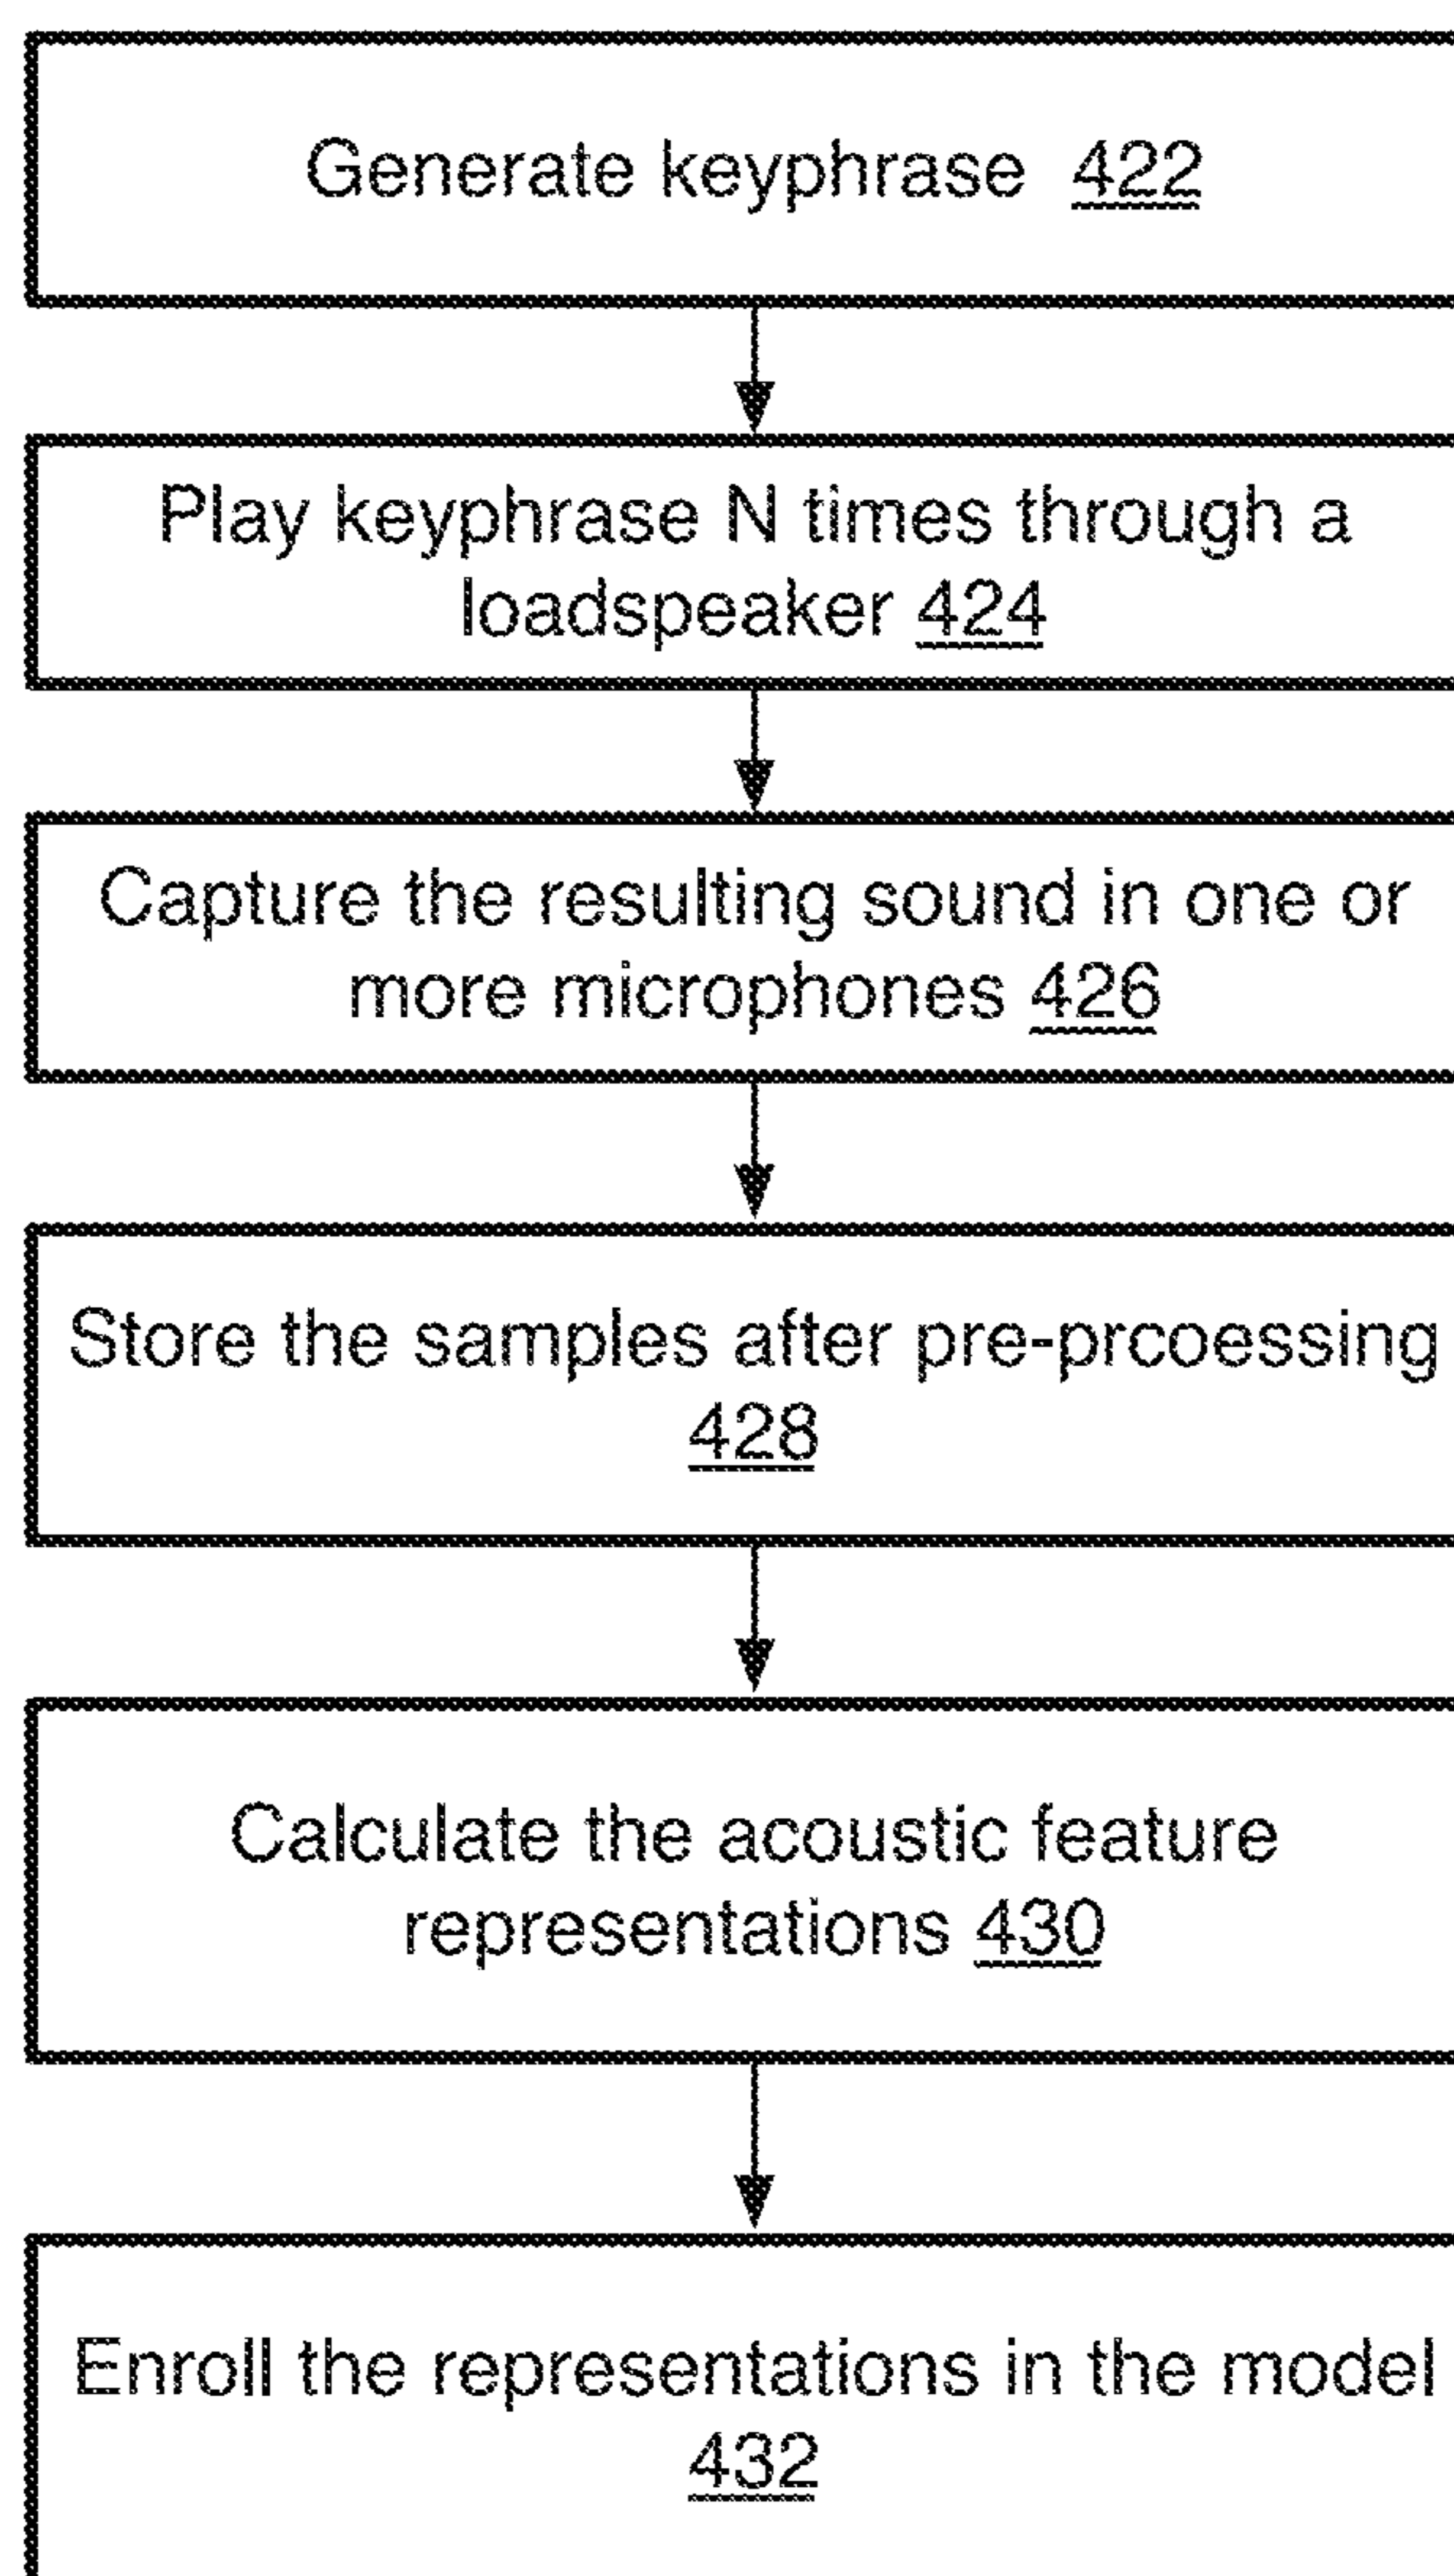 Generate keyphrase 422
Play keyphrase N times through a
loadspeaker 424
Capture the resulting sound in one or
more microphones 426
Store the samples after pre-prcoessing
428
Calculate the acoustic feature
representations 430
Enroll the representations in the model
432